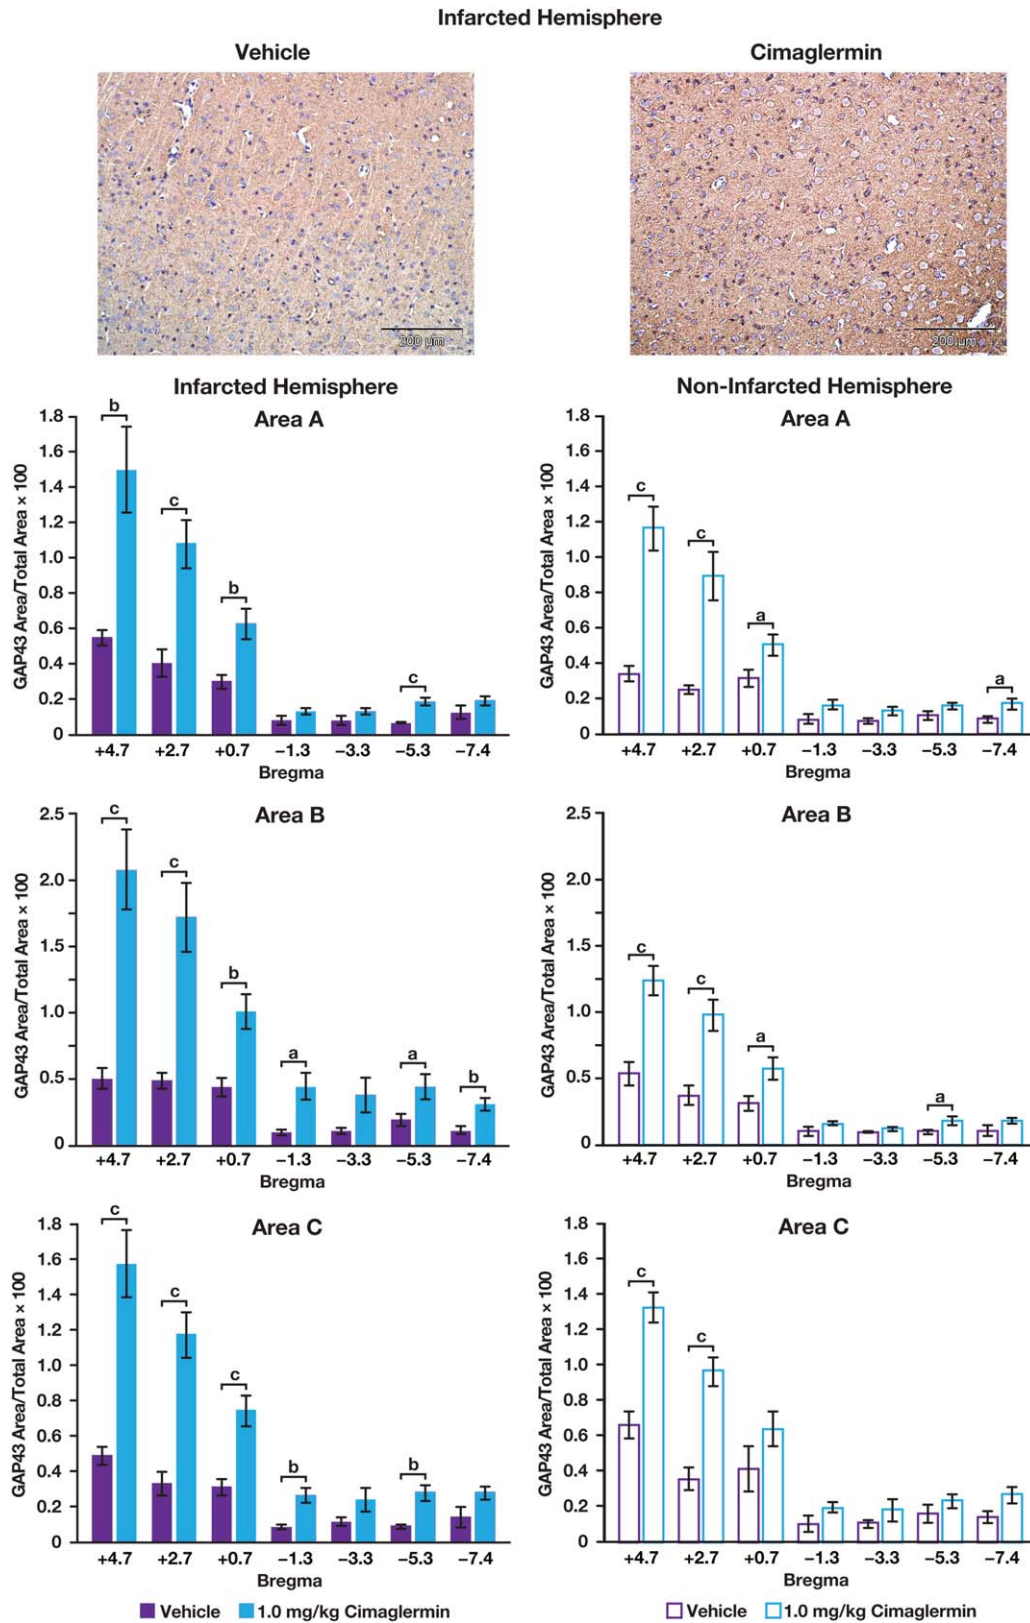 Infarcted Hemisphere
Vehicle
Cimaglermin
200 µm
200 µm
Infarcted Hemisphere
Non-Infarcted Hemisphere
Area A
GAP43 Area/Total Area × 100
1.8
1.6
1.4
1.2
1.0
0.8
0.6
0.4
0.2
0
b
c
b
c
+4.7 +2.7 +0.7 −1.3 −3.3 −5.3 −7.4
Bregma
Area A
GAP43 Area/Total Area × 100
1.8
1.6
1.4
1.2
1.0
0.8
0.6
0.4
0.2
0
c
c
a
a
+4.7 +2.7 +0.7 −1.3 −3.3 −5.3 −7.4
Bregma
Area B
GAP43 Area/Total Area × 100
2.5
2.0
1.5
1.0
0.5
0
c
c
b
a
a
b
+4.7 +2.7 +0.7 −1.3 −3.3 −5.3 −7.4
Bregma
Area B
GAP43 Area/Total Area × 100
2.5
2.0
1.5
1.0
0.5
0
c
c
a
a
+4.7 +2.7 +0.7 −1.3 −3.3 −5.3 −7.4
Bregma
Area C
GAP43 Area/Total Area × 100
1.8
1.6
1.4
1.2
1.0
0.8
0.6
0.4
0.2
0
c
c
c
b
b
+4.7 +2.7 +0.7 −1.3 −3.3 −5.3 −7.4
Bregma
Vehicle 1.0 mg/kg Cimaglermin
Area C
GAP43 Area/Total Area × 100
1.8
1.6
1.4
1.2
1.0
0.8
0.6
0.4
0.2
0
c
c
+4.7 +2.7 +0.7 −1.3 −3.3 −5.3 −7.4
Bregma
Vehicle 1.0 mg/kg Cimaglermin